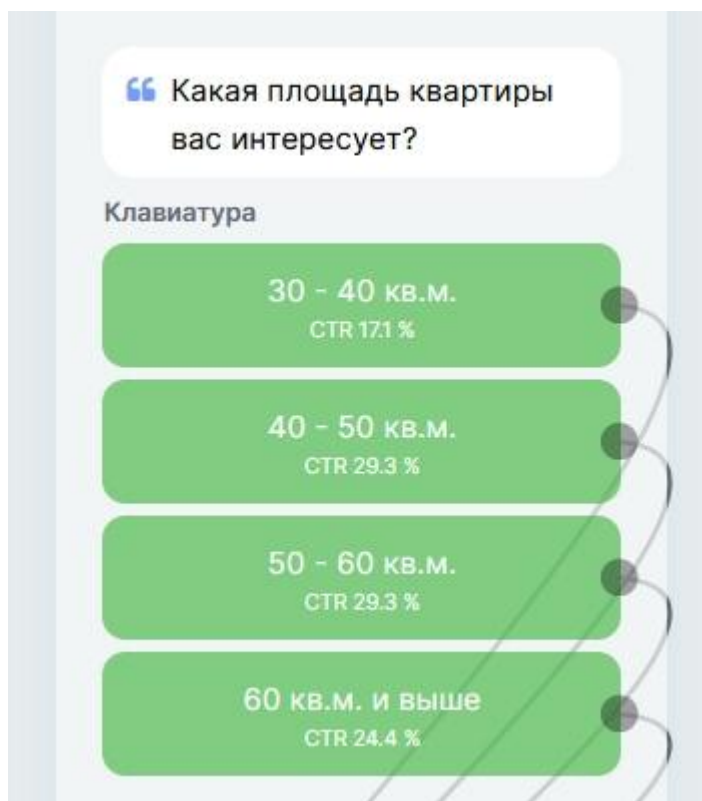 ❝ Какая площадь квартиры
вас интересует?
Клавиатура
30 - 40 кв.м.
CTR 17.1 %
40 - 50 кв.м.
CTR 29.3 %
50 - 60 кв.м.
CTR 29.3 %
60 кв.м. и выше
CTR 24.4 %